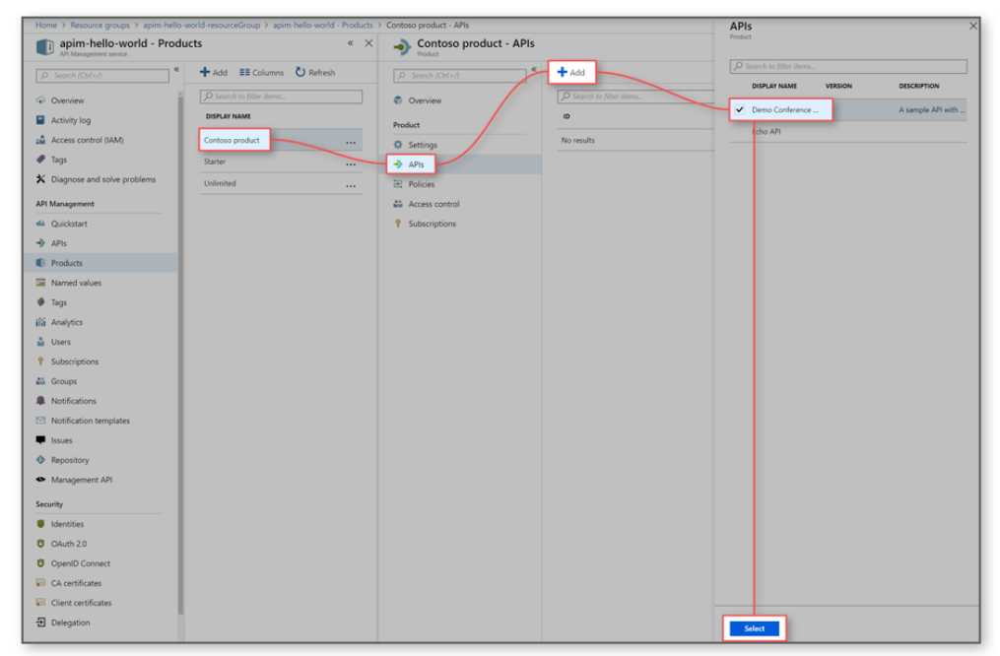 Home > Resource groups > apim-hello-world-resourceGroup > apim-hello-world - Products > Contoso product - APIs
apim-hello-world - Products
API Management service
Search (Ctrl+/)
Overview
Activity log
Access control (IAM)
Tags
Diagnose and solve problems
API Management
Quickstart
APIs
Products
Named values
Tags
Analytics
Users
Subscriptions
Groups
Notifications
Notification templates
Issues
Repository
Management API
Security
Identities
OAuth 2.0
OpenID Connect
CA certificates
Client certificates
Delegation
Add Columns Refresh
Search to filter items...
DISPLAY NAME
Contoso product ...
Starter ...
Unlimited ...
Contoso product - APIs
Product
Search (Ctrl+/)
Overview
Product
Settings
APIs
Policies
Access control
Subscriptions
Add
Search to filter items...
ID
No results
APIs
Product
Search to filter items...
DISPLAY NAME VERSION DESCRIPTION
Demo Conference ... A sample API with ...
Echo API
Select